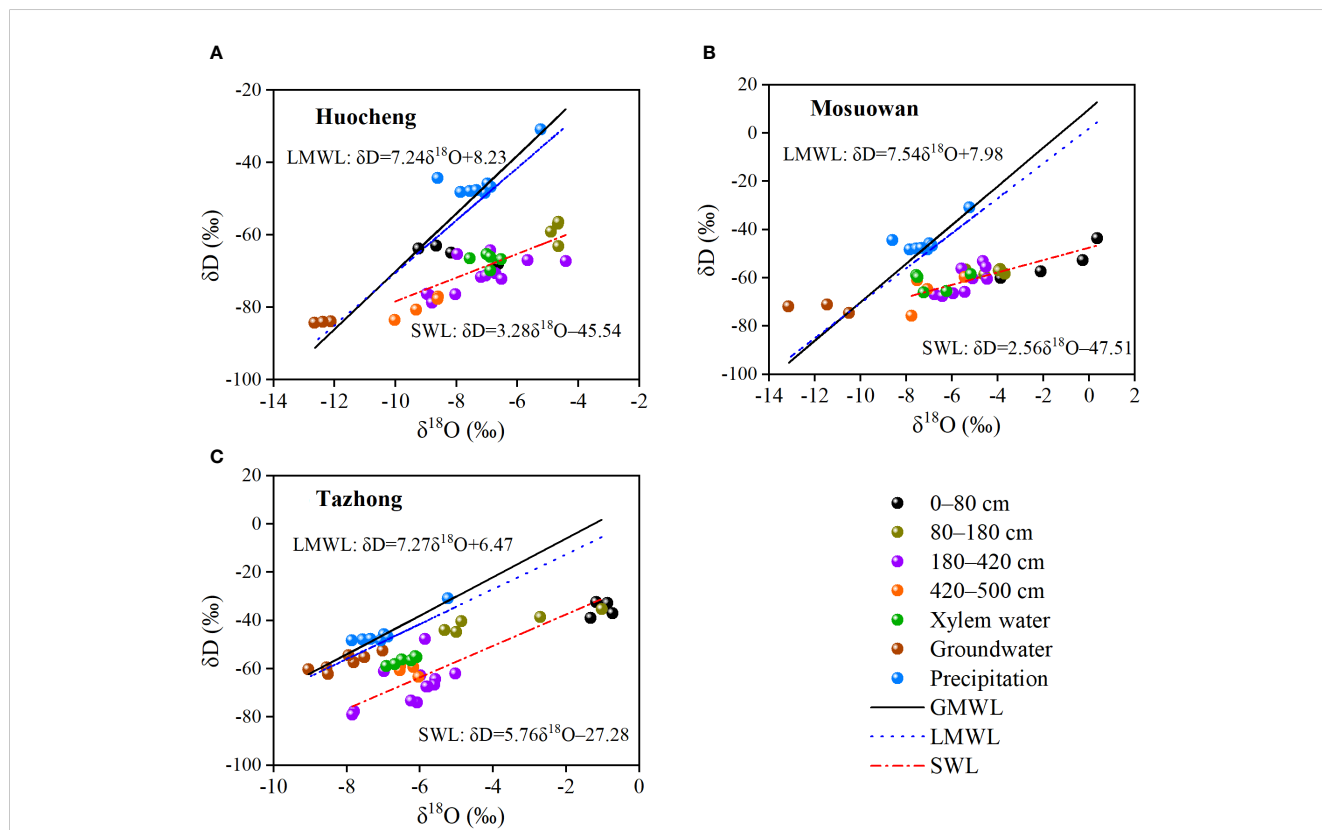 A
Huocheng
LMWL: δD=7.24δ¹⁸O+8.23
SWL: δD=3.28δ¹⁸O−45.54
-20
-40
-60
-80
-100
δD (‰)
-14 -12 -10 -8 -6 -4 -2
δ¹⁸O (‰)
B
Mosuowan
LMWL: δD=7.54δ¹⁸O+7.98
SWL: δD=2.56δ¹⁸O−47.51
20
0
-20
-40
-60
-80
-100
δD (‰)
-14 -12 -10 -8 -6 -4 -2 0 2
δ¹⁸O (‰)
C
Tazhong
LMWL: δD=7.27δ¹⁸O+6.47
SWL: δD=5.76δ¹⁸O−27.28
20
0
-20
-40
-60
-80
-100
δD (‰)
-10 -8 -6 -4 -2 0
δ¹⁸O (‰)
0–80 cm
80–180 cm
180–420 cm
420–500 cm
Xylem water
Groundwater
Precipitation
GMWL
LMWL
SWL